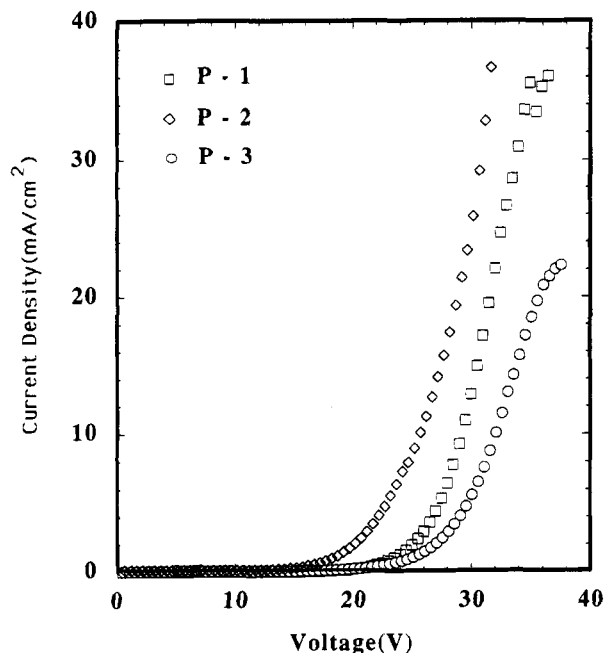 40
30
20
10
0
Current Density(mA/cm²)
P - 1
P - 2
P - 3
0 10 20 30 40
Voltage(V)